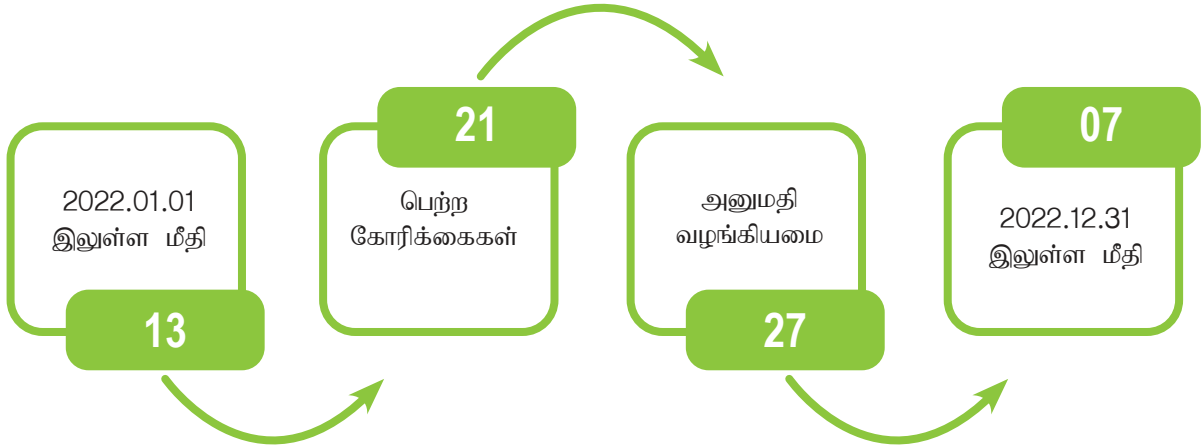 2022.01.01
இலுள்ள மீதி
13
21
பெற்ற
கோரிக்கைகள்
அனுமதி
வழங்கியமை
27
07
2022.12.31
இலுள்ள மீதி